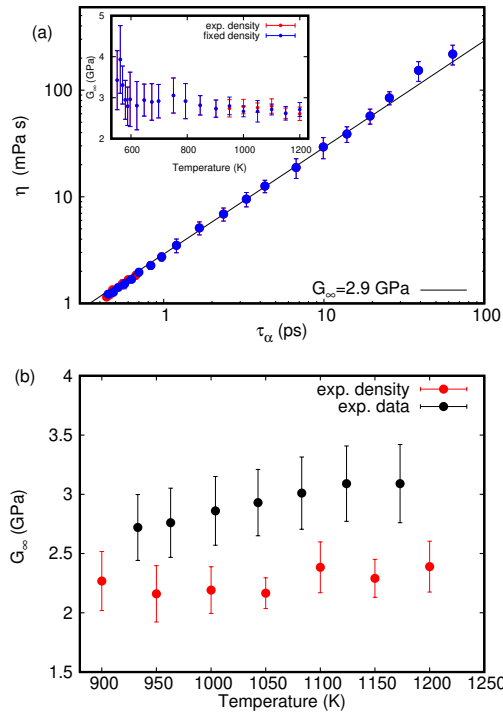 (a)
η (mPa s)
100
10
1
1
10
100
τα (ps)
G∞=2.9 GPa
G∞ (GPa)
5
4
3
2
600
800
1000
1200
Temperature (K)
exp. density
fixed density
(b)
G∞ (GPa)
4
3.5
3
2.5
2
1.5
900
950
1000
1050
1100
1150
1200
1250
Temperature (K)
exp. density
exp. data